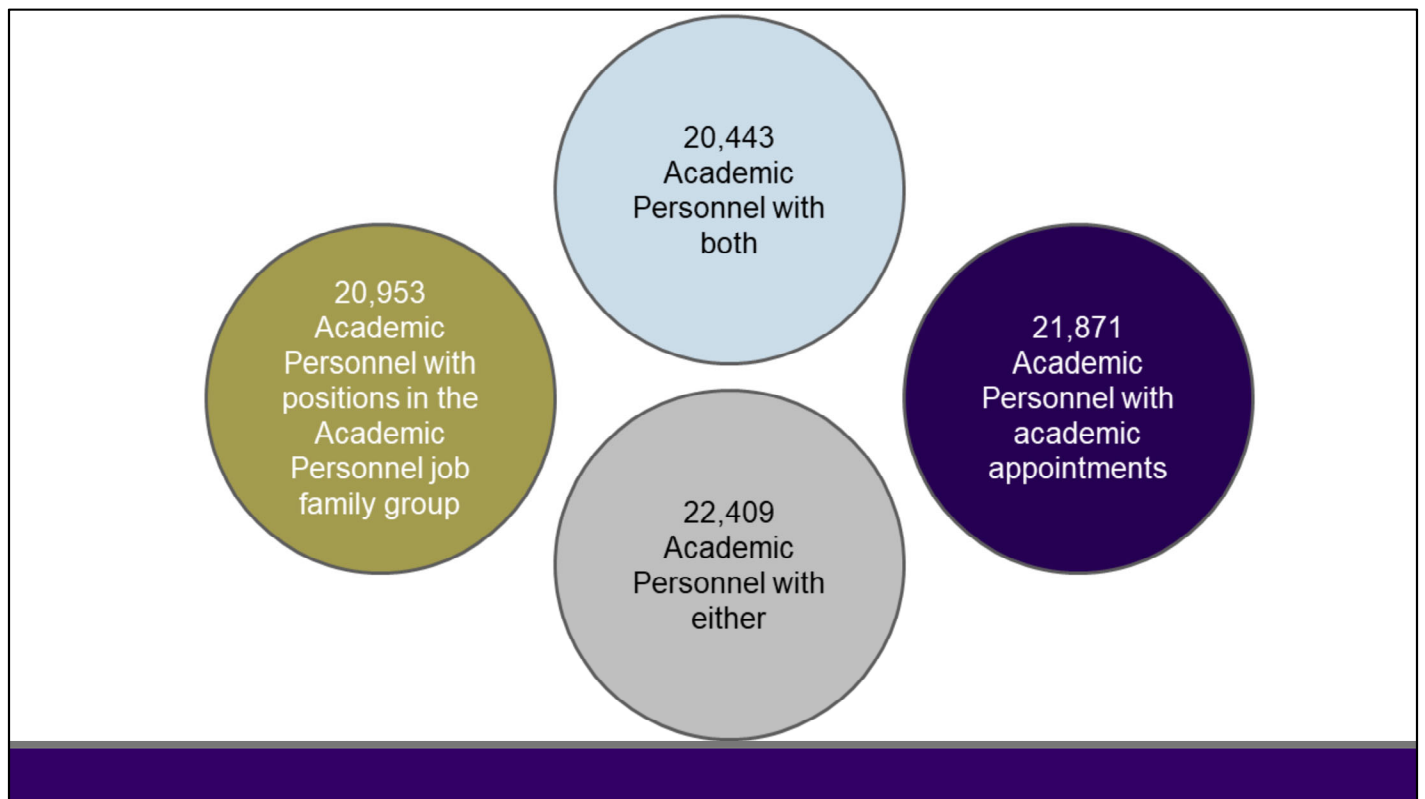 20,443
Academic
Personnel with
both
20,953
Academic
Personnel with
positions in the
Academic
Personnel job
family group
21,871
Academic
Personnel with
academic
appointments
22,409
Academic
Personnel with
either